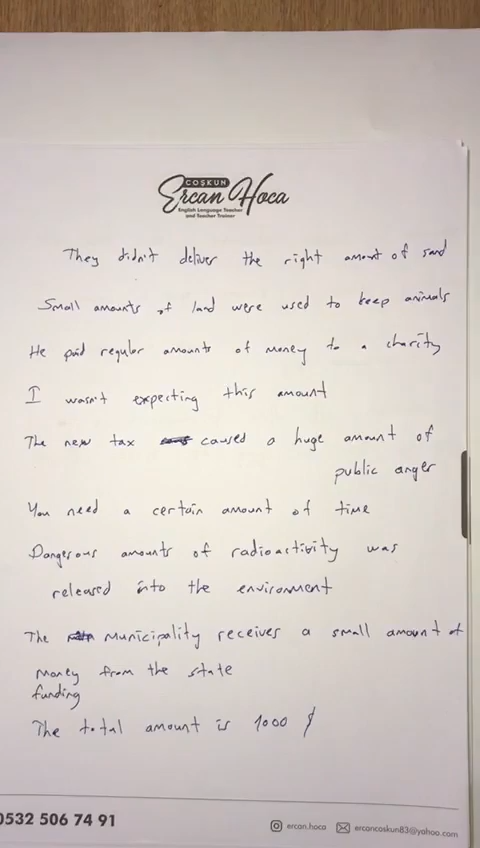 COŞKUN
Ercan Hoca
English Language Teacher
and Teacher Trainer
They didn't deliver the right amount of sand
Small amounts of land were used to keep animals
He paid regular amounts of money to a charity
I wasn't expecting this amount
The new tax caused a huge amount of
public anger
You need a certain amount of time
Dangerous amounts of radioactivity was
released into the enviroment
The municipality receives a small amount of
money from the state
funding
The total amount is 1000 $
0532 506 74 91
ercan.hoca
ercancoskun83@yahoo.com